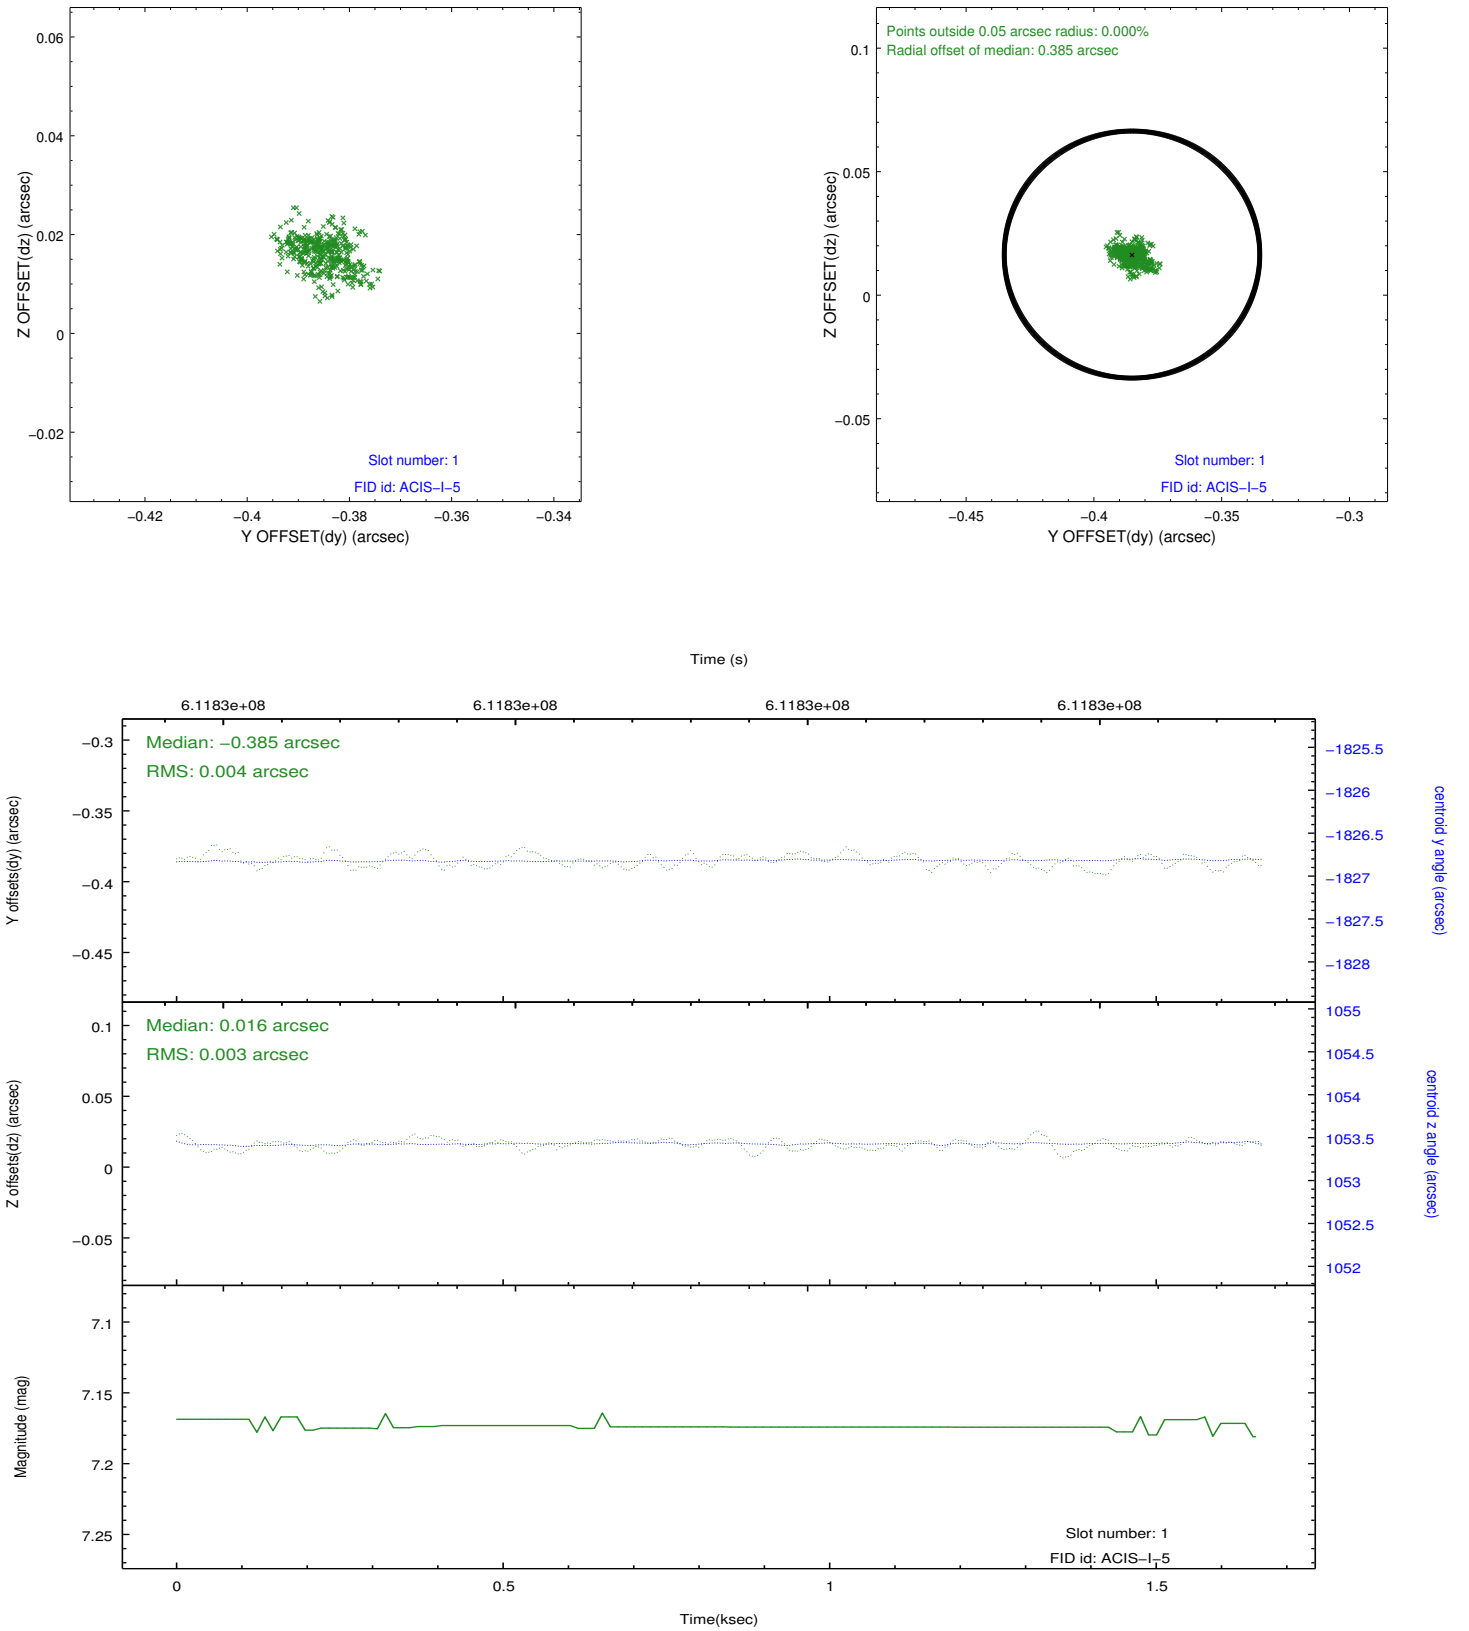 0.06
0.04
0.02
0
−0.02
Z OFFSET(dz) (arcsec)
Slot number: 1
FID id: ACIS−I−5
−0.42
−0.4
−0.38
−0.36
−0.34
Y OFFSET(dy) (arcsec)
Points outside 0.05 arcsec radius: 0.000%
Radial offset of median: 0.385 arcsec
0.1
0.05
0
−0.05
Z OFFSET(dz) (arcsec)
Slot number: 1
FID id: ACIS−I−5
−0.45
−0.4
−0.35
−0.3
Y OFFSET(dy) (arcsec)
Time (s)
6.1183e+08
6.1183e+08
6.1183e+08
6.1183e+08
Median: −0.385 arcsec
RMS: 0.004 arcsec
−0.3
−0.35
−0.4
−0.45
Y offsets(dy) (arcsec)
−1825.5
−1826
−1826.5
−1827
−1827.5
−1828
centroid y angle (arcsec)
Median: 0.016 arcsec
RMS: 0.003 arcsec
0.1
0.05
0
−0.05
Z offsets(dz) (arcsec)
1055
1054.5
1054
1053.5
1053
1052.5
1052
centroid z angle (arcsec)
7.1
7.15
7.2
7.25
Magnitude (mag)
Slot number: 1
FID id: ACIS−I−5
0
0.5
1
1.5
Time(ksec)